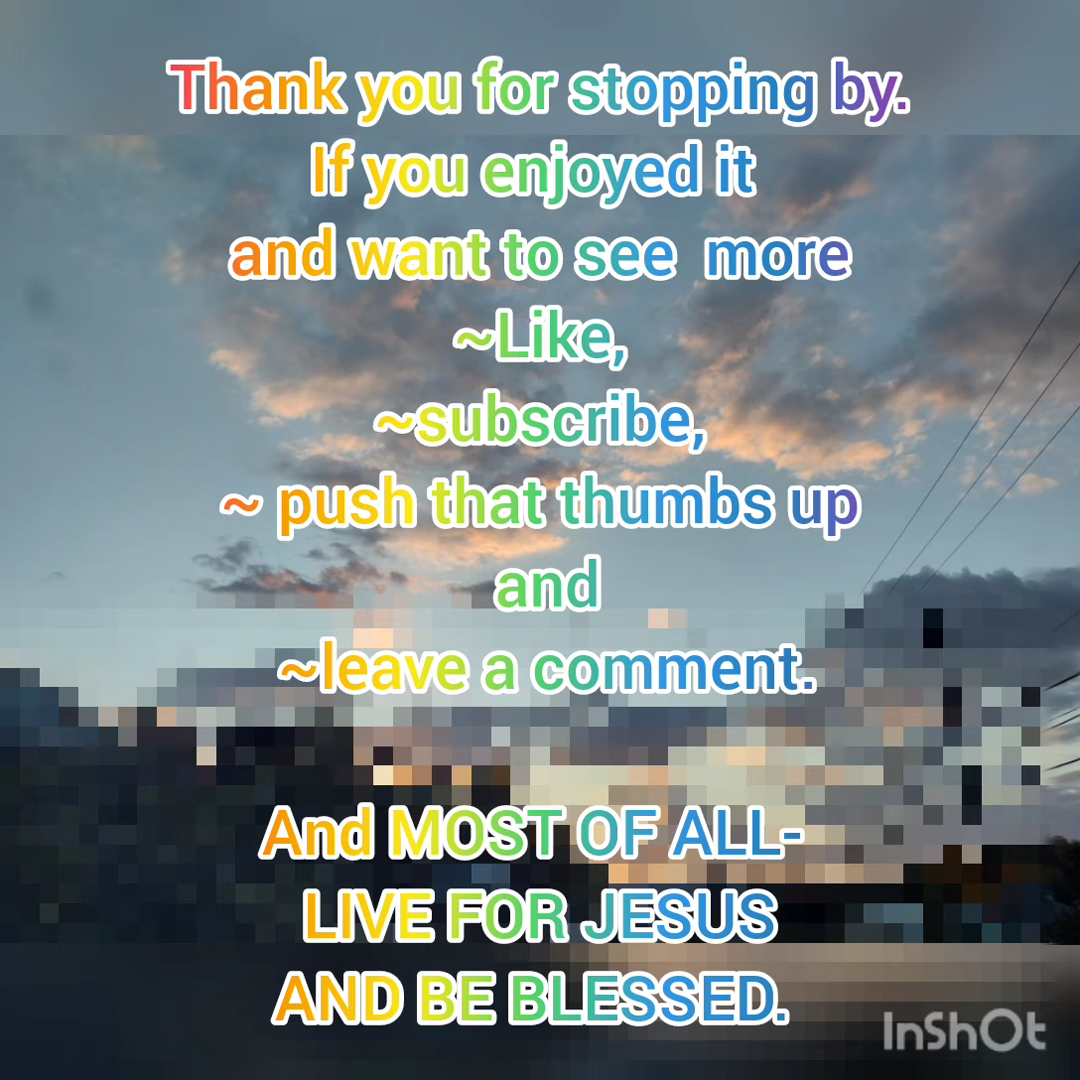 Thank you for stopping by.
If you enjoyed it
and want to see  more
~Like,
~subscribe,
~ push that thumbs up
and
~leave a comment.
And MOST OF ALL-
LIVE FOR JESUS
AND BE BLESSED.
InShOt